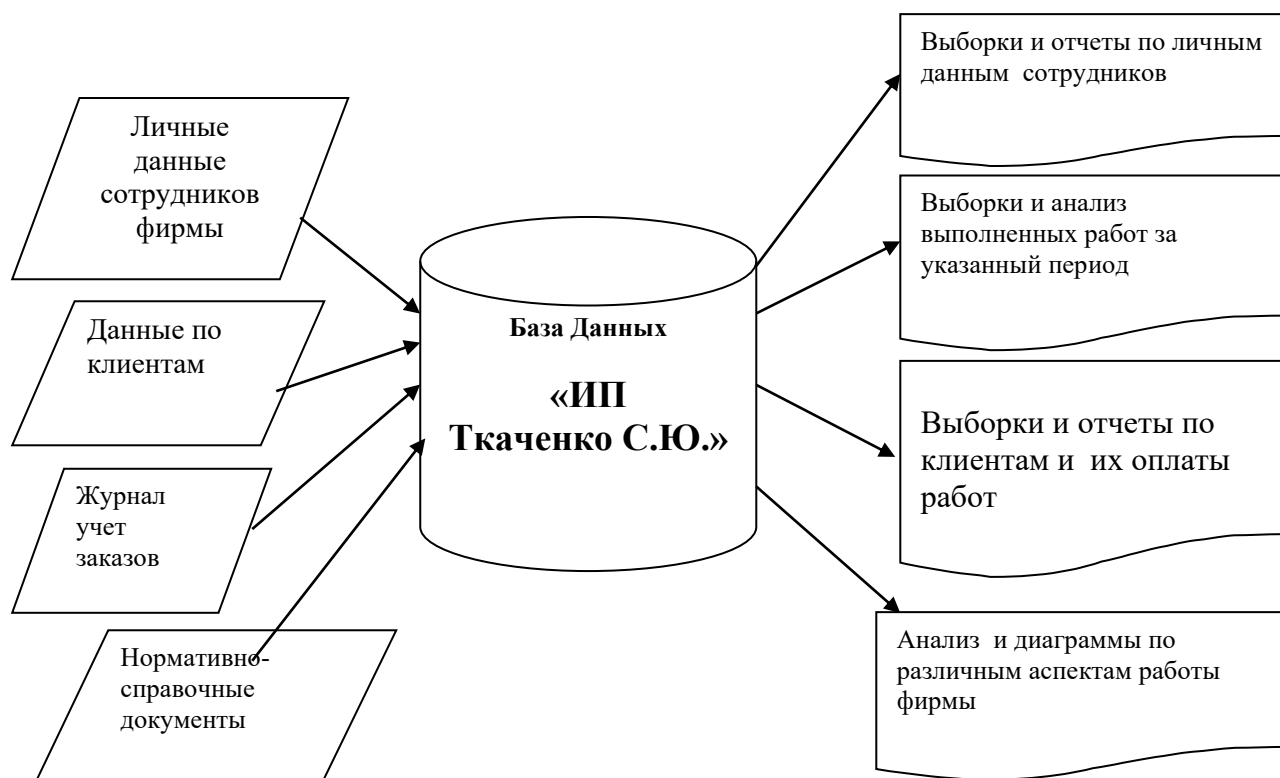 Личные
данные
сотрудников
фирмы
Данные по
клиентам
Журнал
учет
заказов
Нормативно-
справочные
документы
База Данных
«ИП
Ткаченко С.Ю.»
Выборки и отчеты по личным
данным сотрудников
Выборки и анализ
выполненных работ за
указанный период
Выборки и отчеты по
клиентам и их оплаты
работ
Анализ и диаграммы по
различным аспектам работы
фирмы